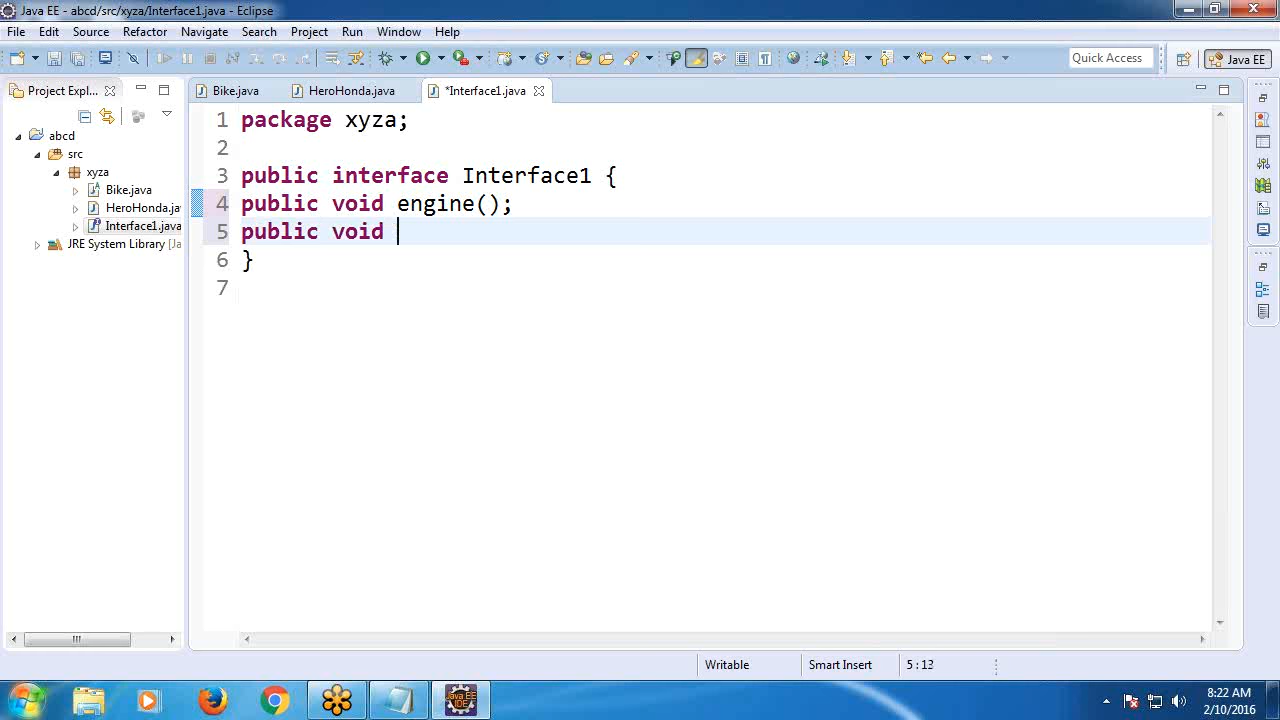 Java EE - abcd/src/xyza/Interface1.java - Eclipse
File Edit Source Refactor Navigate Search Project Run Window Help
Quick Access
Java EE
Project Expl...
Bike.java
HeroHonda.java
*Interface1.java
abcd
src
xyza
Bike.java
HeroHonda.ja
Interface1.java
JRE System Library [Ja
1 package xyza;
2
3 public interface Interface1 {
4 public void engine();
5 public void
6 }
7
Writable
Smart Insert
5 : 13
Java EE
IDE
8:22 AM
2/10/2016